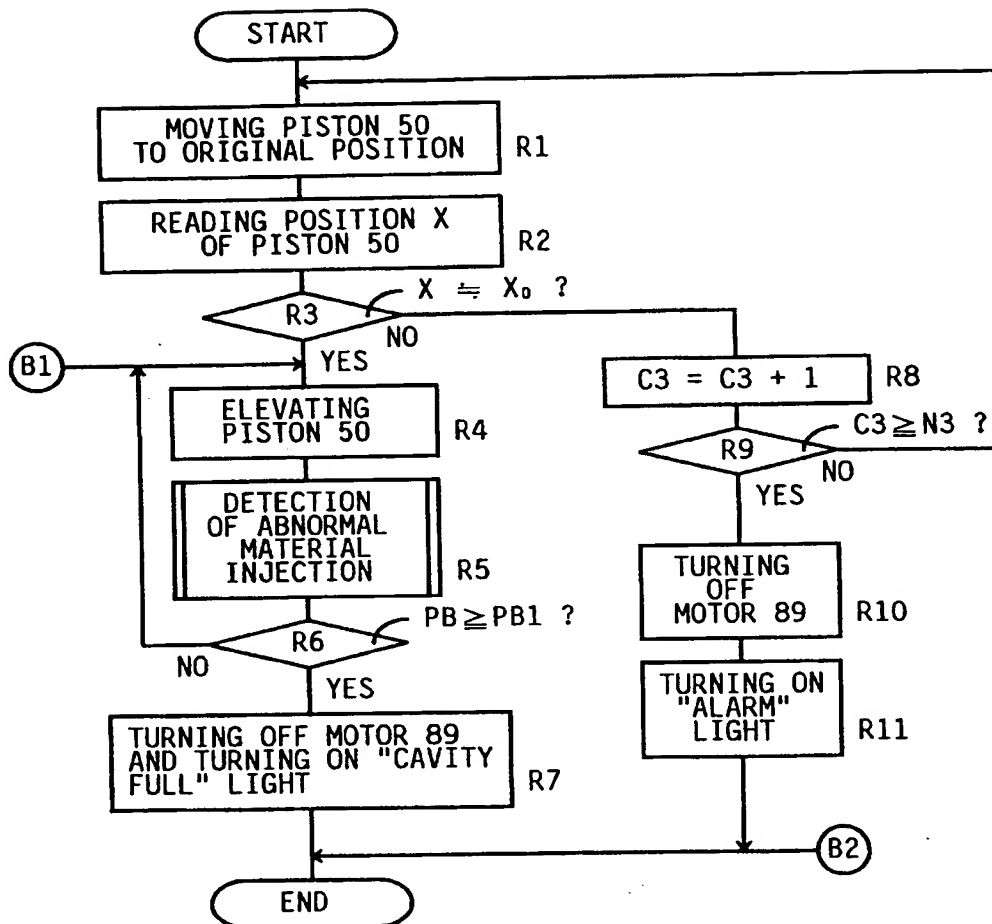 START
MOVING PISTON 50
TO ORIGINAL POSITION
R1
READING POSITION X
OF PISTON 50
R2
X ≒ X₀ ?
R3
NO
YES
B1
ELEVATING
PISTON 50
R4
DETECTION
OF ABNORMAL
MATERIAL
INJECTION
R5
PB≧PB1 ?
R6
NO
YES
TURNING OFF MOTOR 89
AND TURNING ON "CAVITY
FULL" LIGHT
R7
C3 = C3 + 1
R8
C3≧N3 ?
R9
NO
YES
TURNING
OFF
MOTOR 89
R10
TURNING ON
"ALARM"
LIGHT
R11
B2
END